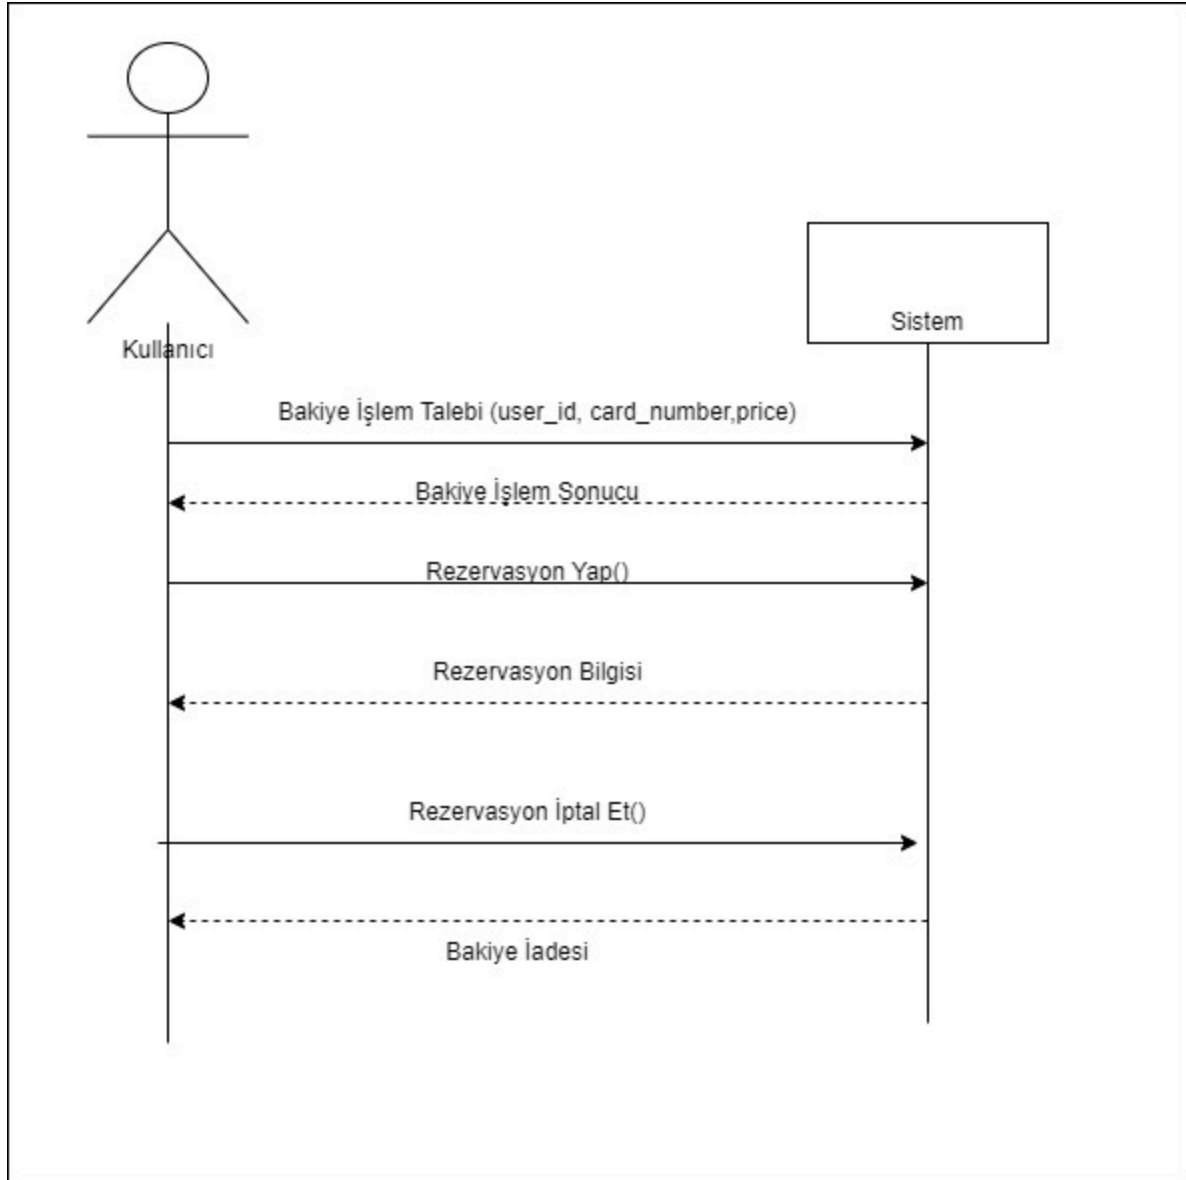 Sistem
Kullanıcı
Bakiye İşlem Talebi (user_id, card_number,price)
Bakiye İşlem Sonucu
Rezervasyon Yap()
Rezervasyon Bilgisi
Rezervasyon İptal Et()
Bakiye İadesi